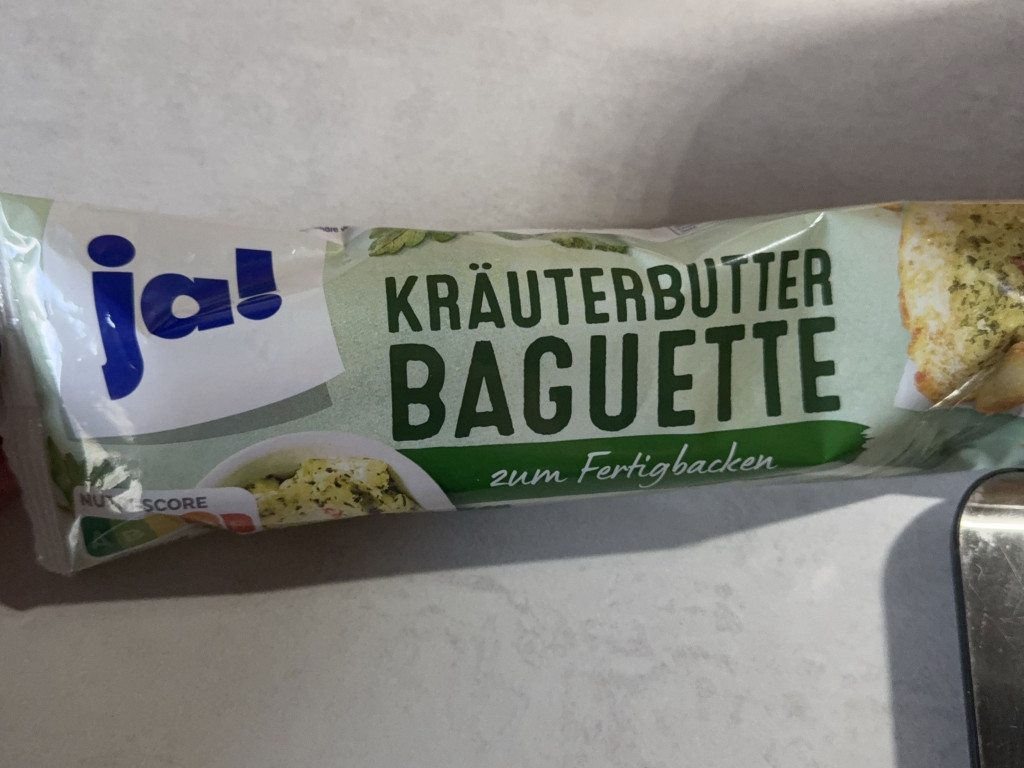 ja!
KRÄUTERBUTTER
BAGUETTE
zum Fertigbacken
NUTRI-SCORE
B